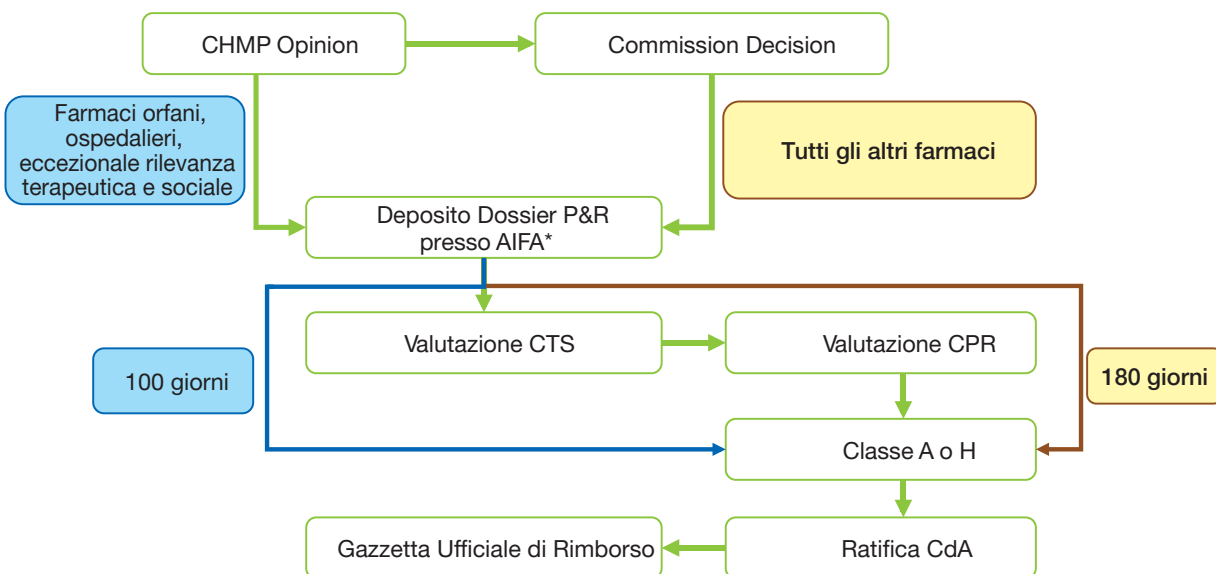 CHMP Opinion
Commission Decision
Farmaci orfani,
ospedalieri,
eccezionale rilevanza
terapeutica e sociale
Tutti gli altri farmaci
Deposito Dossier P&R
presso AIFA*
Valutazione CTS
Valutazione CPR
100 giorni
180 giorni
Classe A o H
Gazzetta Ufficiale di Rimborso
Ratifica CdA